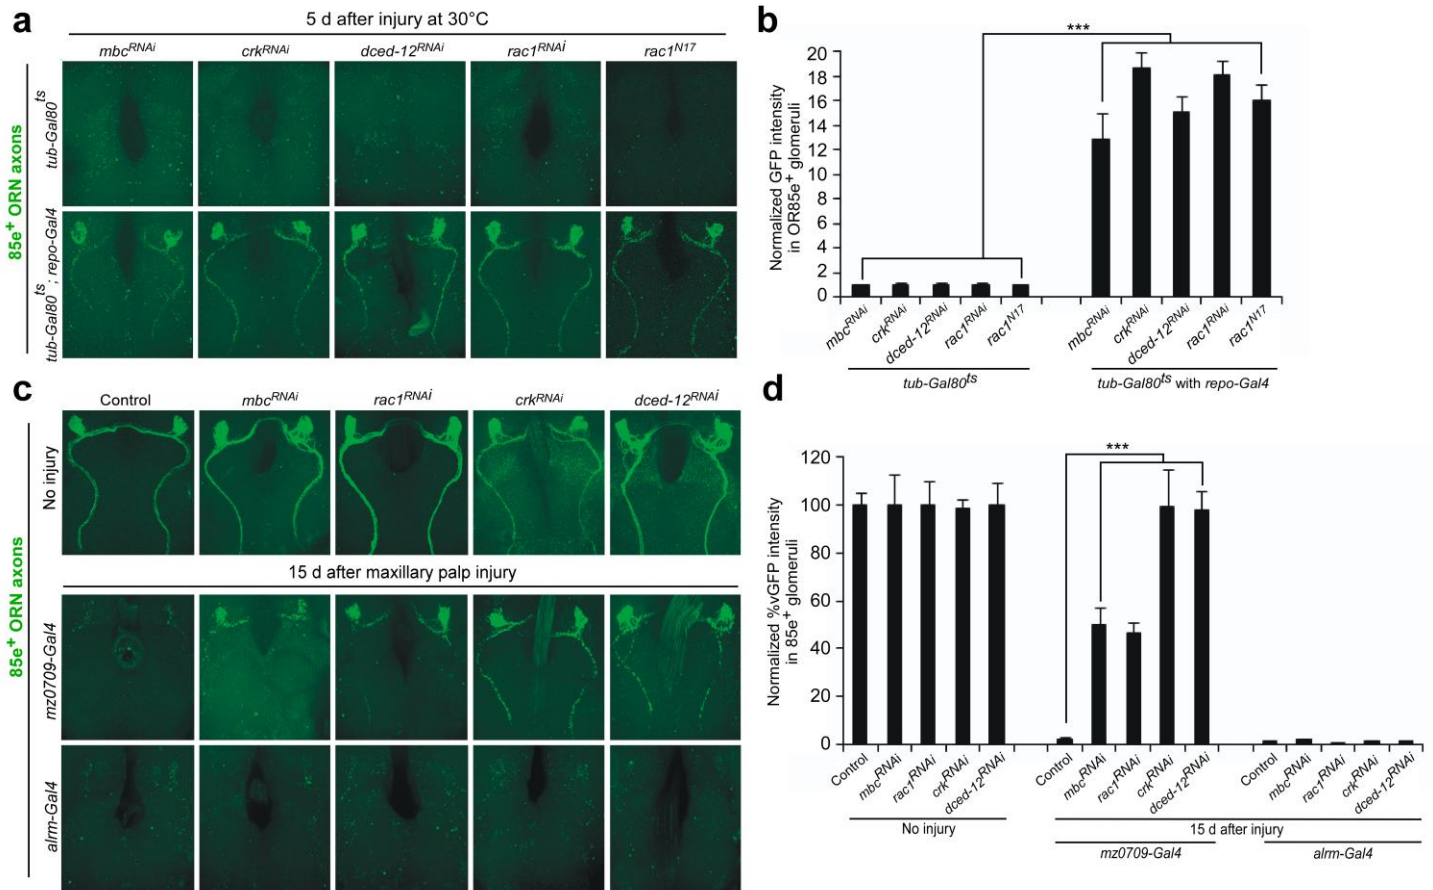 a
5 d after injury at 30°C
mbcRNAi crkRNAi dced-12RNAi rac1RNAi rac1N17
85e+ ORN axons
tub-Gal80ts
tub-Gal80ts; repo-Gal4
b
***
Normalized GFP intensity
in OR85e+ glomeruli
20
18
16
14
12
10
8
6
4
2
0
mbcRNAi crkRNAi dced-12RNAi rac1RNAi rac1N17 mbcRNAi crkRNAi dced-12RNAi rac1RNAi rac1N17
tub-Gal80ts tub-Gal80ts with repo-Gal4
c
Control mbcRNAi rac1RNAi crkRNAi dced-12RNAi
85e+ ORN axons
No injury
15 d after maxillary palp injury
mz0709-Gal4
alrm-Gal4
d
***
Normalized %vGFP intensity
in 85e+ glomeruli
120
100
80
60
40
20
0
Control mbcRNAi rac1RNAi crkRNAi dced-12RNAi Control mbcRNAi rac1RNAi crkRNAi dced-12RNAi Control mbcRNAi rac1RNAi crkRNAi dced-12RNAi
No injury 15 d after injury
mz0709-Gal4 alrm-Gal4